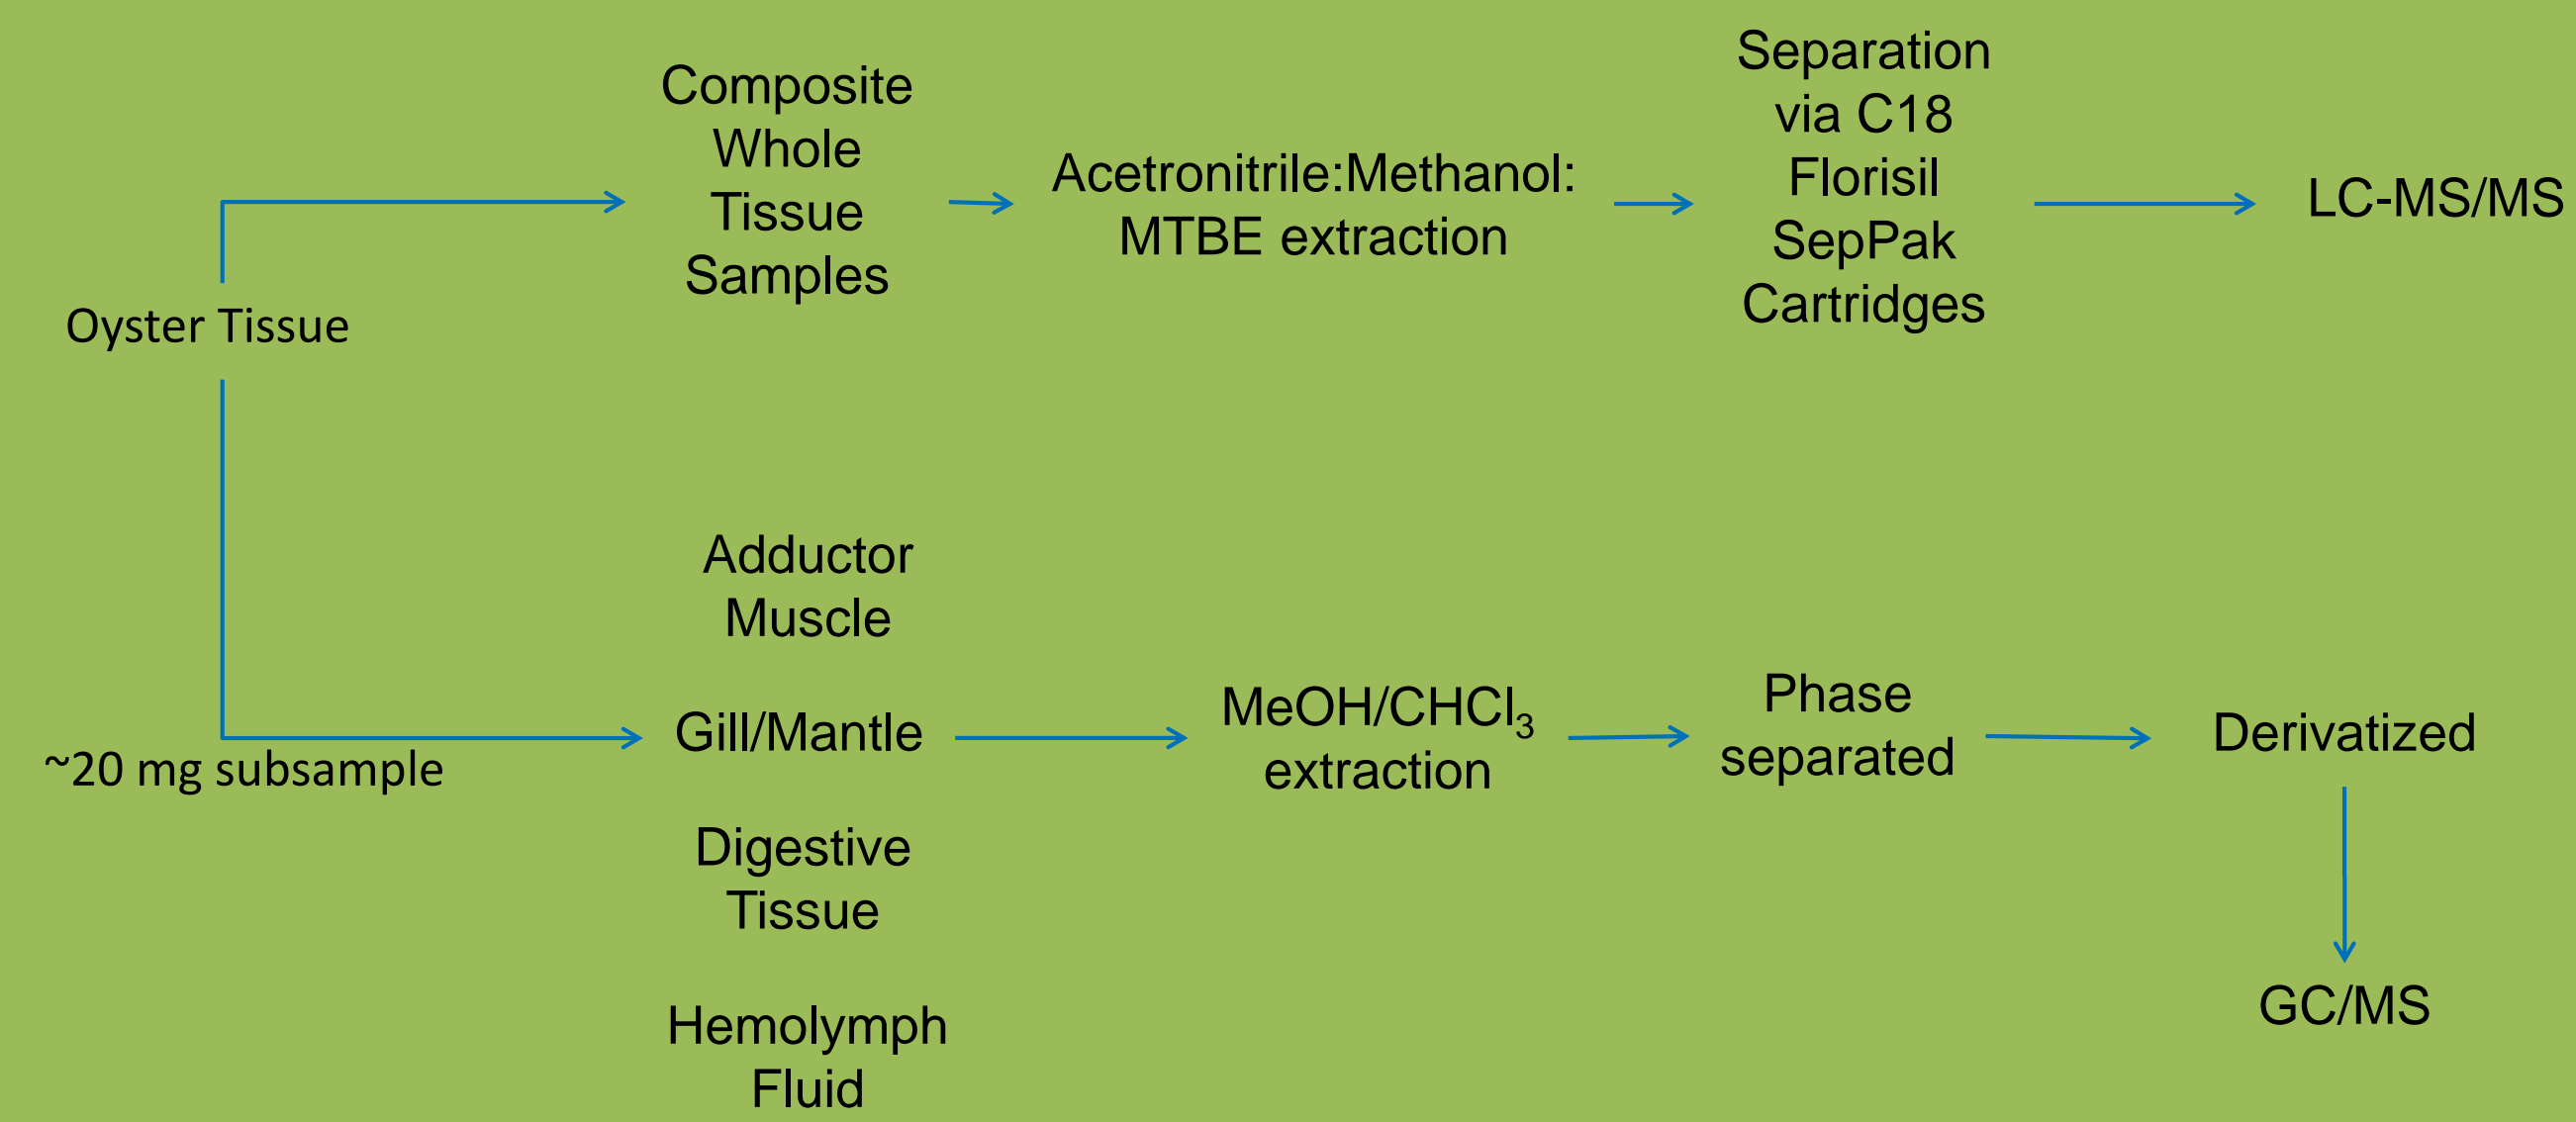 Oyster Tissue
Composite
Whole
Tissue
Samples
Acetronitrile:Methanol:
MTBE extraction
Separation
via C18
Florisil
SepPak
Cartridges
LC-MS/MS
~20 mg subsample
Adductor
Muscle
Gill/Mantle
Digestive
Tissue
Hemolymph
Fluid
MeOH/CHCl₃
extraction
Phase
separated
Derivatized
GC/MS